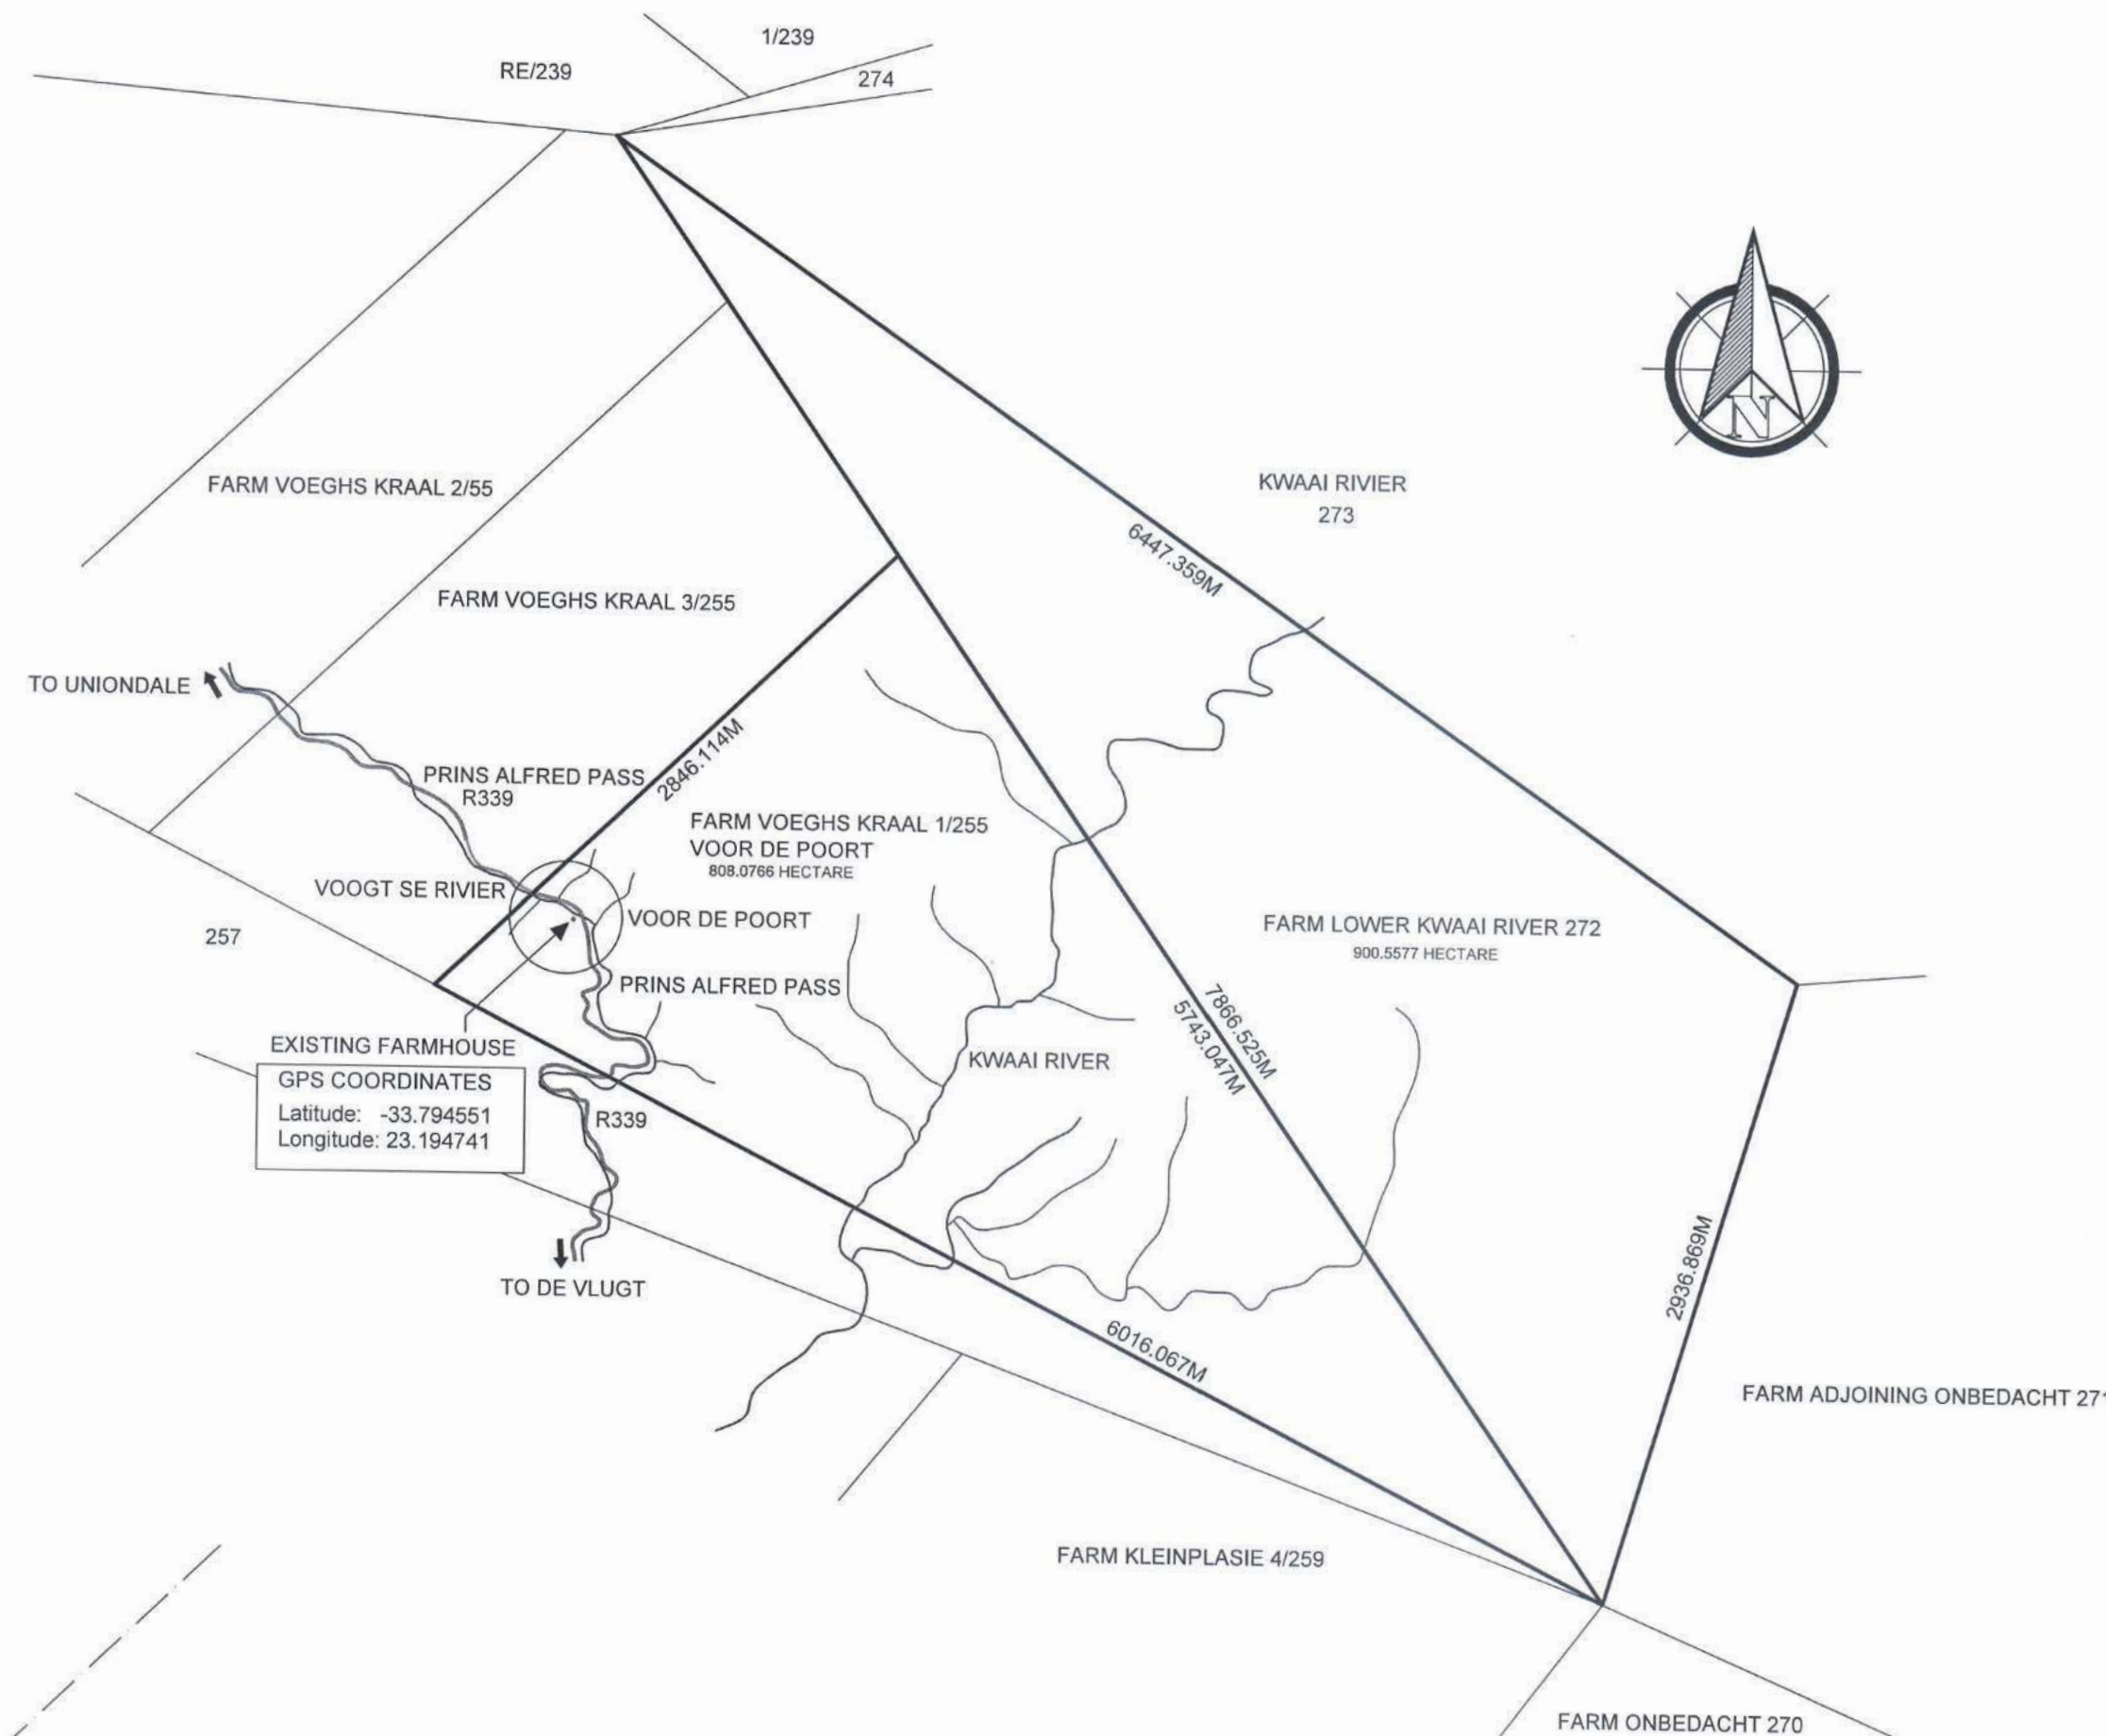 1/239
RE/239
274
N
FARM VOEGHS KRAAL 2/55
KWAAI RIVIER
273
6447.359M
FARM VOEGHS KRAAL 3/255
TO UNIONDALE
2846.114M
PRINS ALFRED PASS
R339
FARM VOEGHS KRAAL 1/255
VOOR DE POORT
808.0766 HECTARE
VOOGT SE RIVIER
VOOR DE POORT
257
FARM LOWER KWAAI RIVER 272
900.5577 HECTARE
PRINS ALFRED PASS
7866.525M
5743.047M
EXISTING FARMHOUSE
KWAAI RIVER
GPS COORDINATES
Latitude: -33.794551
Longitude: 23.194741
R339
2936.869M
TO DE VLUGT
6016.067M
FARM ADJOINING ONBEDACHT 271
FARM KLEINPLASIE 4/259
FARM ONBEDACHT 270